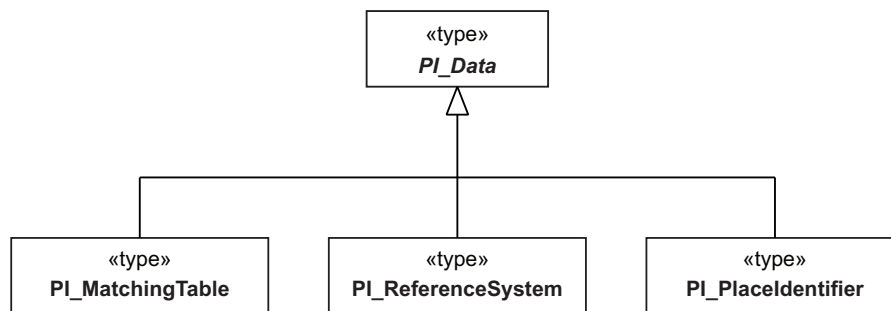 «type»
PI_Data
«type»
PI_MatchingTable
«type»
PI_ReferenceSystem
«type»
PI_PlaceIdentifier